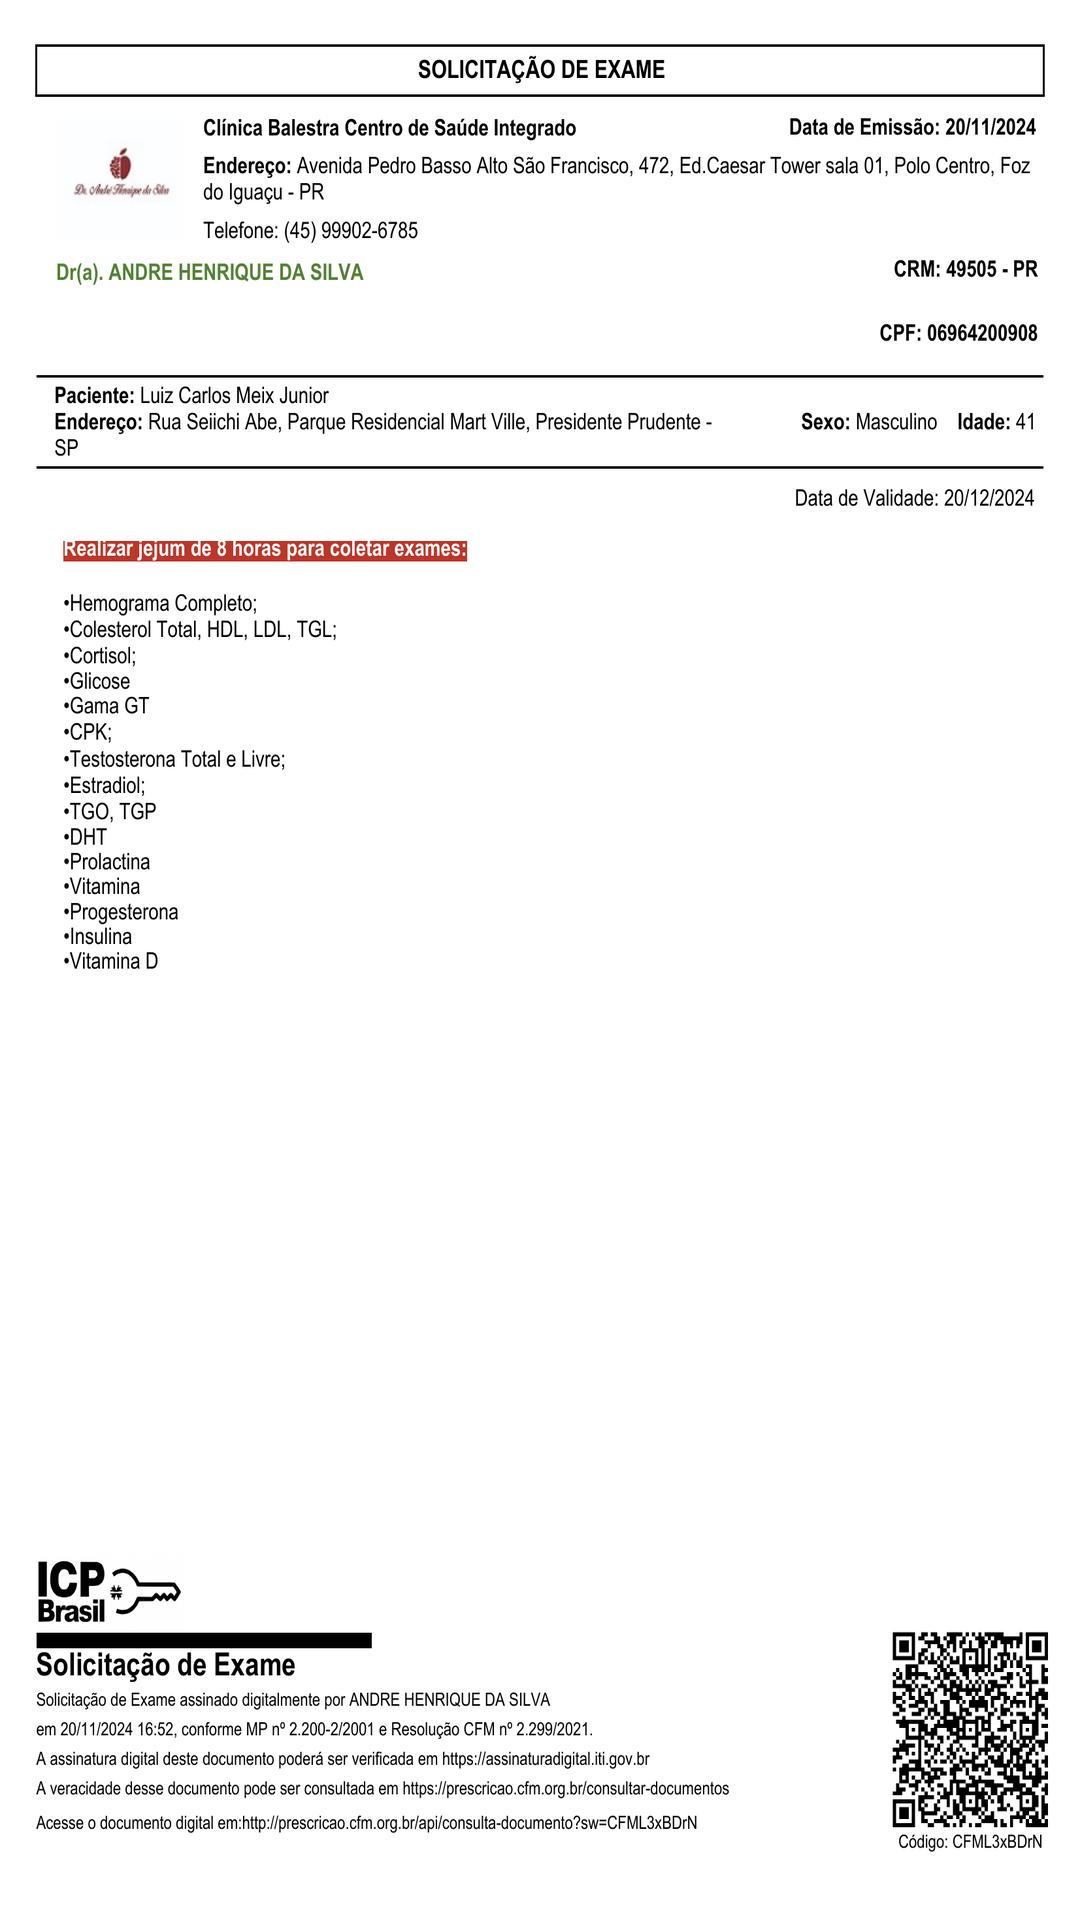 SOLICITAÇÃO DE EXAME
Clínica Balestra Centro de Saúde Integrado
Data de Emissão: 20/11/2024
Endereço: Avenida Pedro Basso Alto São Francisco, 472, Ed.Caesar Tower sala 01, Polo Centro, Foz
do Iguaçu - PR
Dr. André Henrique da Silva
Telefone: (45) 99902-6785
Dr(a). ANDRE HENRIQUE DA SILVA
CRM: 49505 - PR
CPF: 06964200908
Paciente: Luiz Carlos Meix Junior
Endereço: Rua Seiichi Abe, Parque Residencial Mart Ville, Presidente Prudente -
SP
Sexo: Masculino Idade: 41
Data de Validade: 20/12/2024
Realizar jejum de 8 horas para coletar exames:
•Hemograma Completo;
•Colesterol Total, HDL, LDL, TGL;
•Cortisol;
•Glicose
•Gama GT
•CPK;
•Testosterona Total e Livre;
•Estradiol;
•TGO, TGP
•DHT
•Prolactina
•Vitamina
•Progesterona
•Insulina
•Vitamina D
ICP
Brasil
Solicitação de Exame
Solicitação de Exame assinado digitalmente por ANDRE HENRIQUE DA SILVA
em 20/11/2024 16:52, conforme MP nº 2.200-2/2001 e Resolução CFM nº 2.299/2021.
A assinatura digital deste documento poderá ser verificada em https://assinaturadigital.iti.gov.br
A veracidade desse documento pode ser consultada em https://prescricao.cfm.org.br/consultar-documentos
Acesse o documento digital em:http://prescricao.cfm.org.br/api/consulta-documento?sw=CFML3xBDrN
Código: CFML3xBDrN